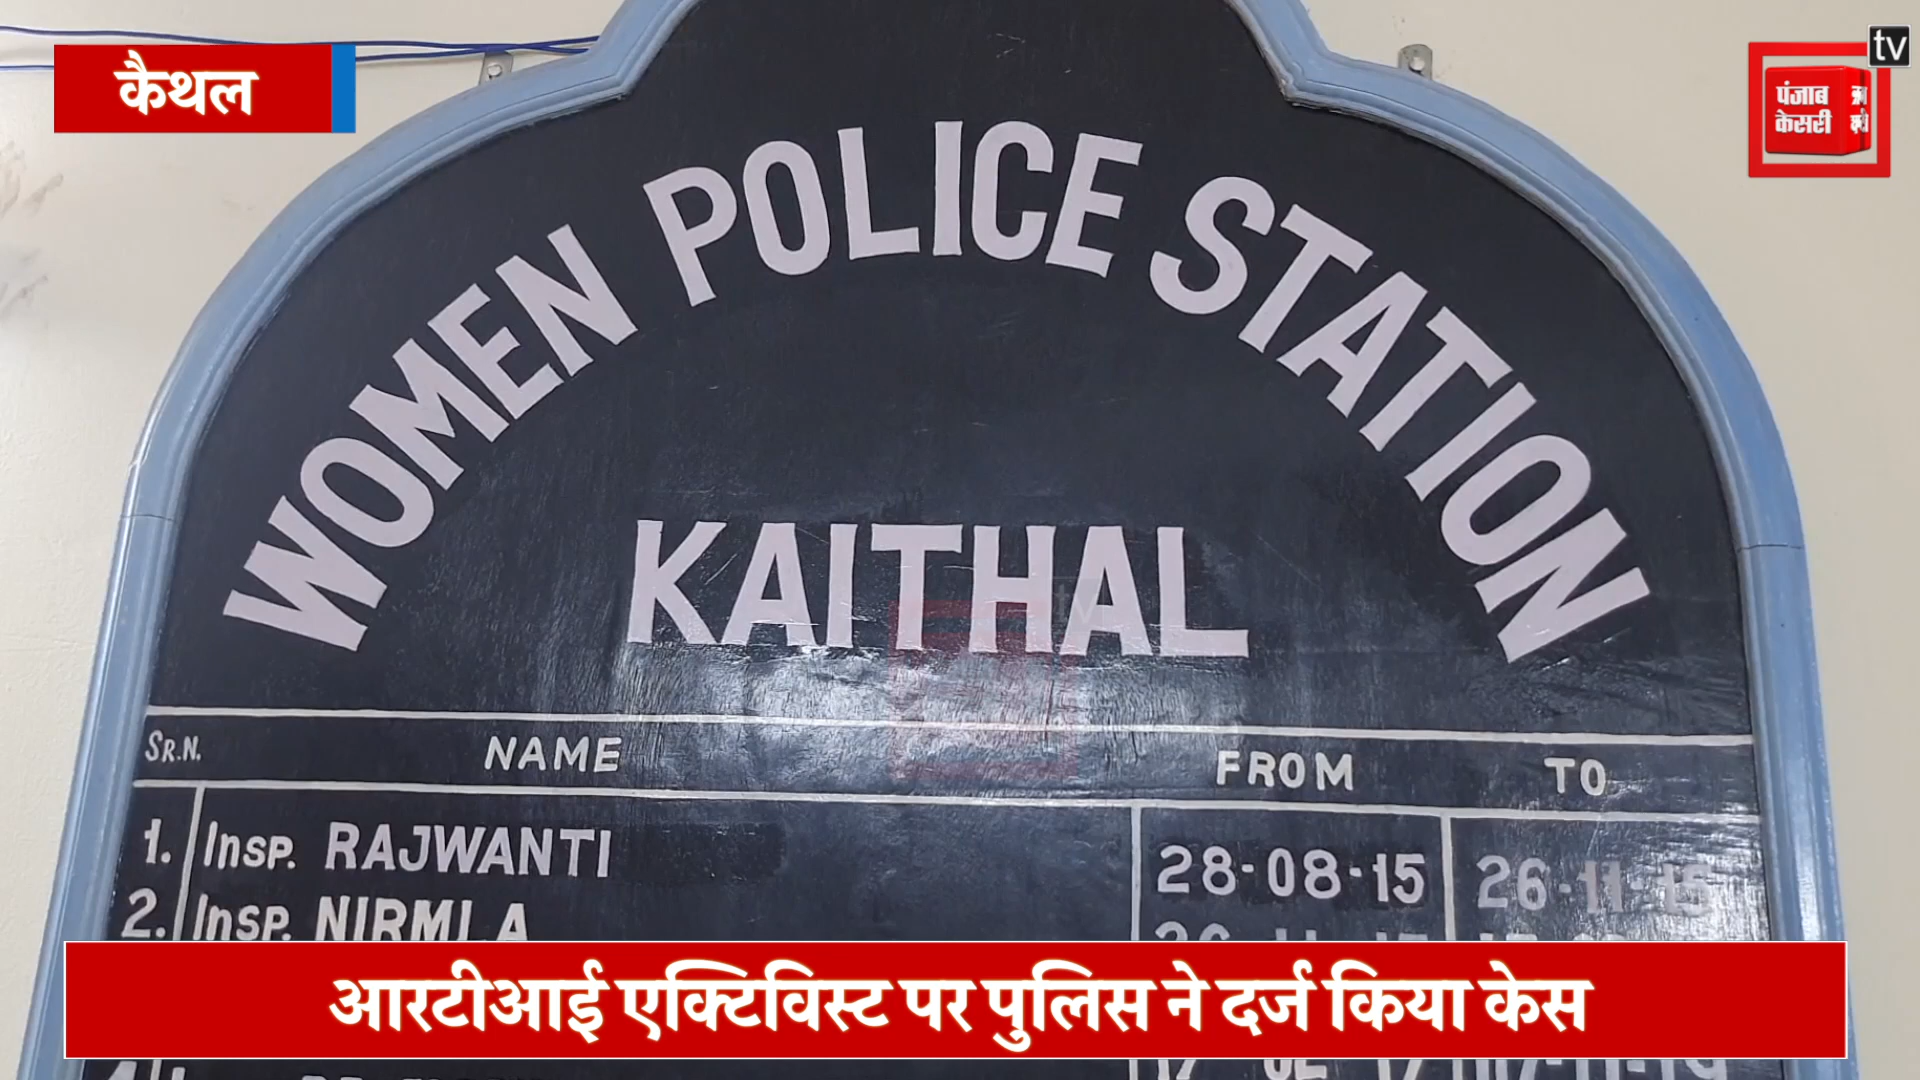 कैथल
tv
पंजाब
केसरी
WOMEN POLICE STATION
KAITHAL
SR.N. NAME FROM TO
1. Insp. RAJWANTI 28-08-15 26-11-15
2. Insp. NIRMLA
आरटीआई एक्टिविस्ट पर पुलिस ने दर्ज किया केस